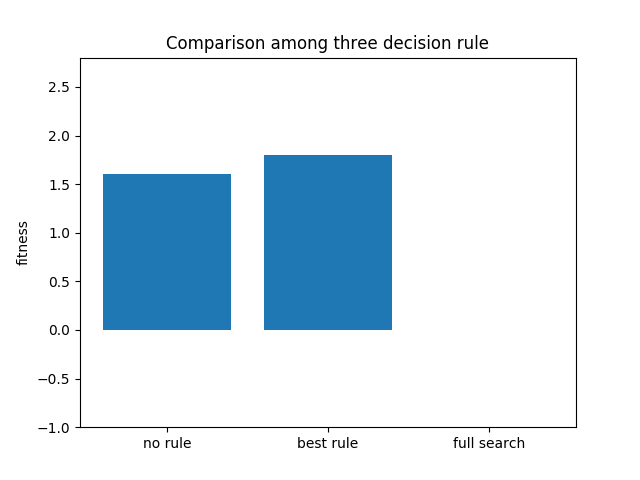 Comparison among three decision rule
2.5
2.0
1.5
1.0
0.5
0.0
−0.5
−1.0
fitness
no rule
best rule
full search